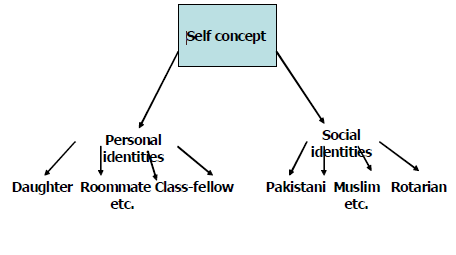 Self concept
Personal
identities
Social
identities
Daughter Roommate Class-fellow
etc.
Pakistani Muslim Rotarian
etc.